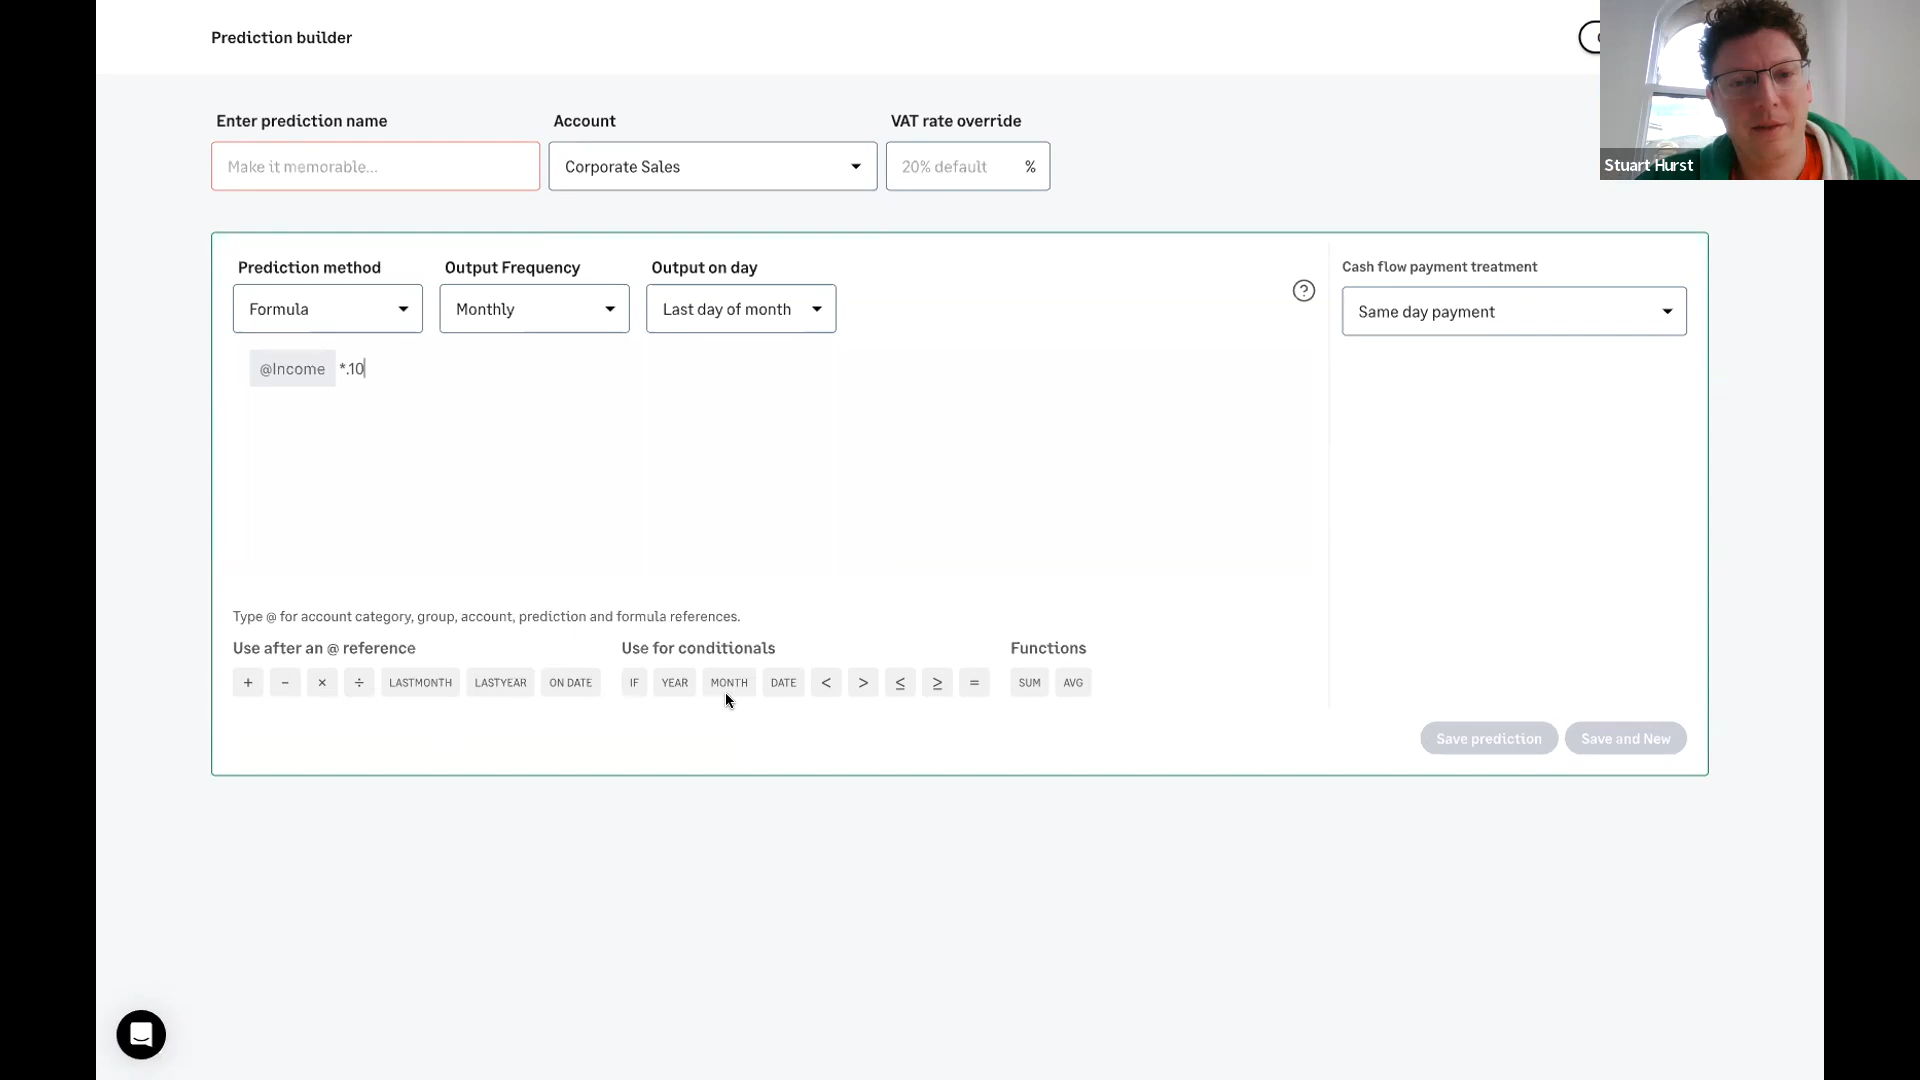 Prediction builder
Stuart Hurst
Enter prediction name
Account
VAT rate override
Make it memorable...
Corporate Sales
20% default
%
Prediction method
Output Frequency
Output on day
Cash flow payment treatment
Formula
Monthly
Last day of month
?
Same day payment
@Income *.10
Type @ for account category, group, account, prediction and formula references.
Use after an @ reference
Use for conditionals
Functions
+ - × ÷ LASTMONTH LASTYEAR ON DATE
IF YEAR MONTH DATE < > ≤ ≥ =
SUM AVG
Save prediction
Save and New